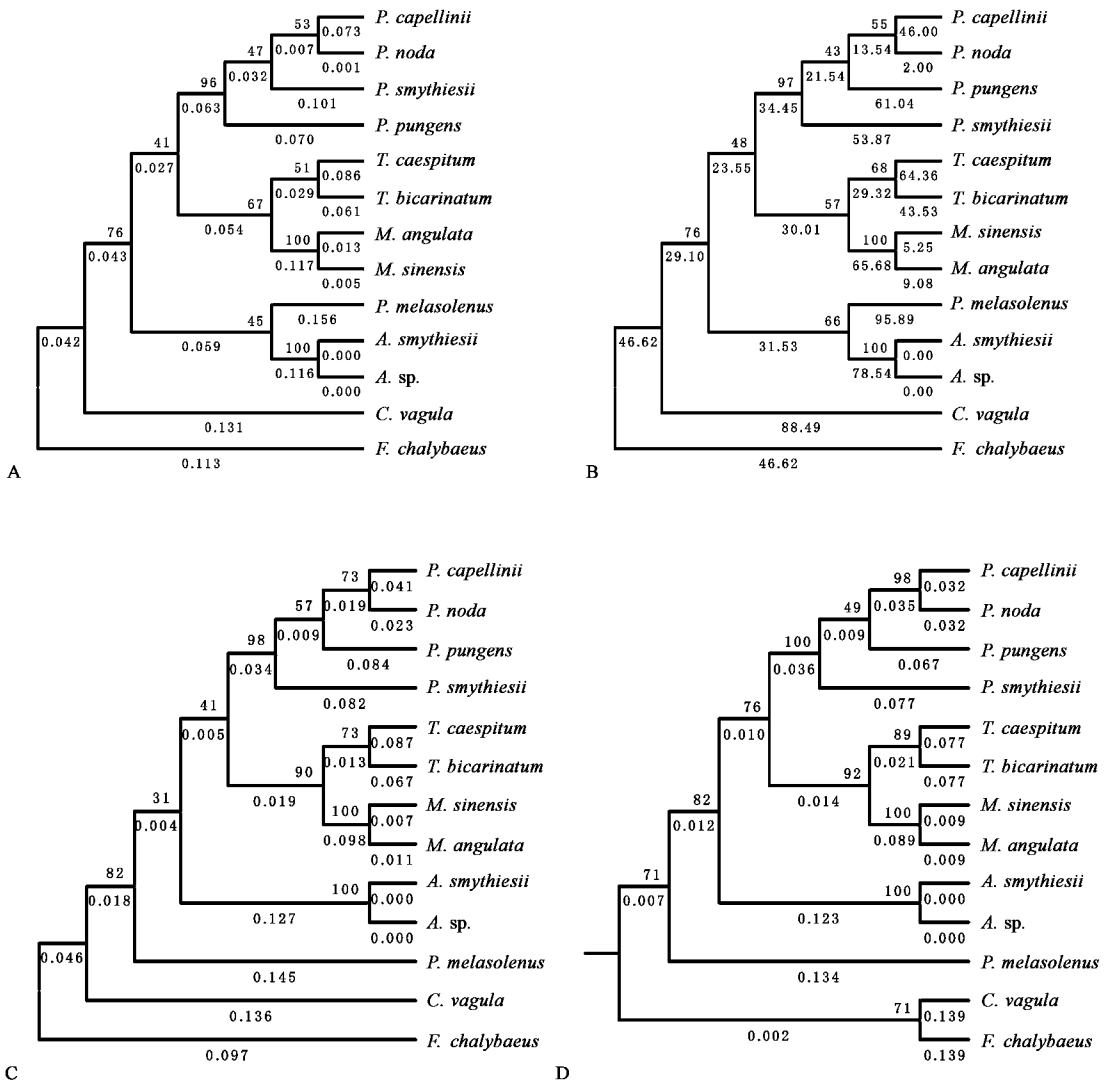 53
P. capellinii
0.073
47
0.007
P. noda
0.001
96
0.032
P. smythiesii
0.101
0.063
P. pungens
0.070
41
0.027
51
T. caespitum
0.086
0.029
T. bicarinatum
0.061
67
0.054
100
M. angulata
0.013
0.117
M. sinensis
0.005
76
0.043
P. melasolenus
0.156
45
0.059
100
A. smythiesii
0.000
0.116
A. sp.
0.000
0.042
C. vagula
0.131
F. chalybaeus
0.113
A
55
P. capellinii
46.00
43
13.54
P. noda
2.00
97
21.54
P. pungens
61.04
34.45
P. smythiesii
53.87
48
23.55
68
T. caespitum
64.36
29.32
T. bicarinatum
43.53
57
30.01
100
M. sinensis
5.25
65.68
M. angulata
9.08
76
29.10
P. melasolenus
95.89
66
31.53
100
A. smythiesii
0.00
78.54
A. sp.
0.00
46.62
C. vagula
88.49
F. chalybaeus
46.62
B
73
P. capellinii
0.041
57
0.019
P. noda
0.023
98
0.009
P. pungens
0.084
0.034
P. smythiesii
0.082
41
0.005
73
T. caespitum
0.087
0.013
T. bicarinatum
0.067
90
0.019
100
M. sinensis
0.007
0.098
M. angulata
0.011
31
0.004
100
A. smythiesii
0.000
0.127
A. sp.
0.000
82
0.018
P. melasolenus
0.145
0.046
C. vagula
0.136
F. chalybaeus
0.097
C
98
P. capellinii
0.032
49
0.035
P. noda
0.032
100
0.009
P. pungens
0.067
0.036
P. smythiesii
0.077
76
0.010
89
T. caespitum
0.077
0.021
T. bicarinatum
0.077
92
0.014
100
M. sinensis
0.009
0.089
M. angulata
0.009
82
0.012
100
A. smythiesii
0.000
0.123
A. sp.
0.000
71
0.007
P. melasolenus
0.134
71
C. vagula
0.139
0.002
F. chalybaeus
0.139
D